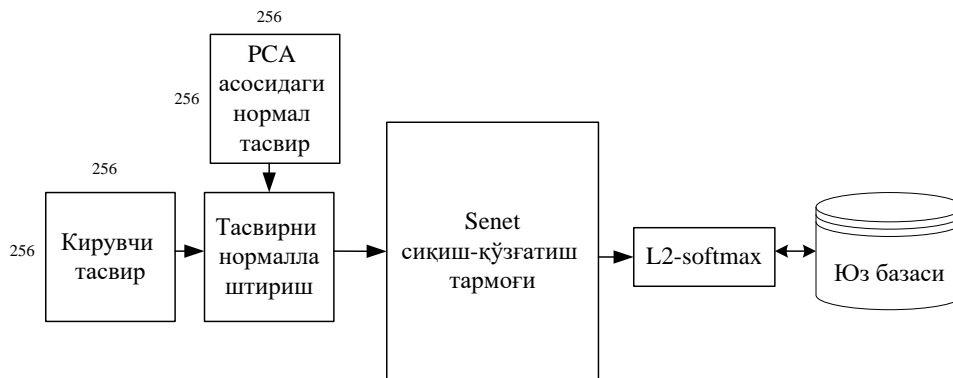 256
PCA
асосидаги
нормал
тасвир
256
256
Кирувчи
тасвир
256
Тасвирни
нормалла
штириш
Senet
сиқиш-қўзғатиш
тармоғи
L2-softmax
Юз базаси